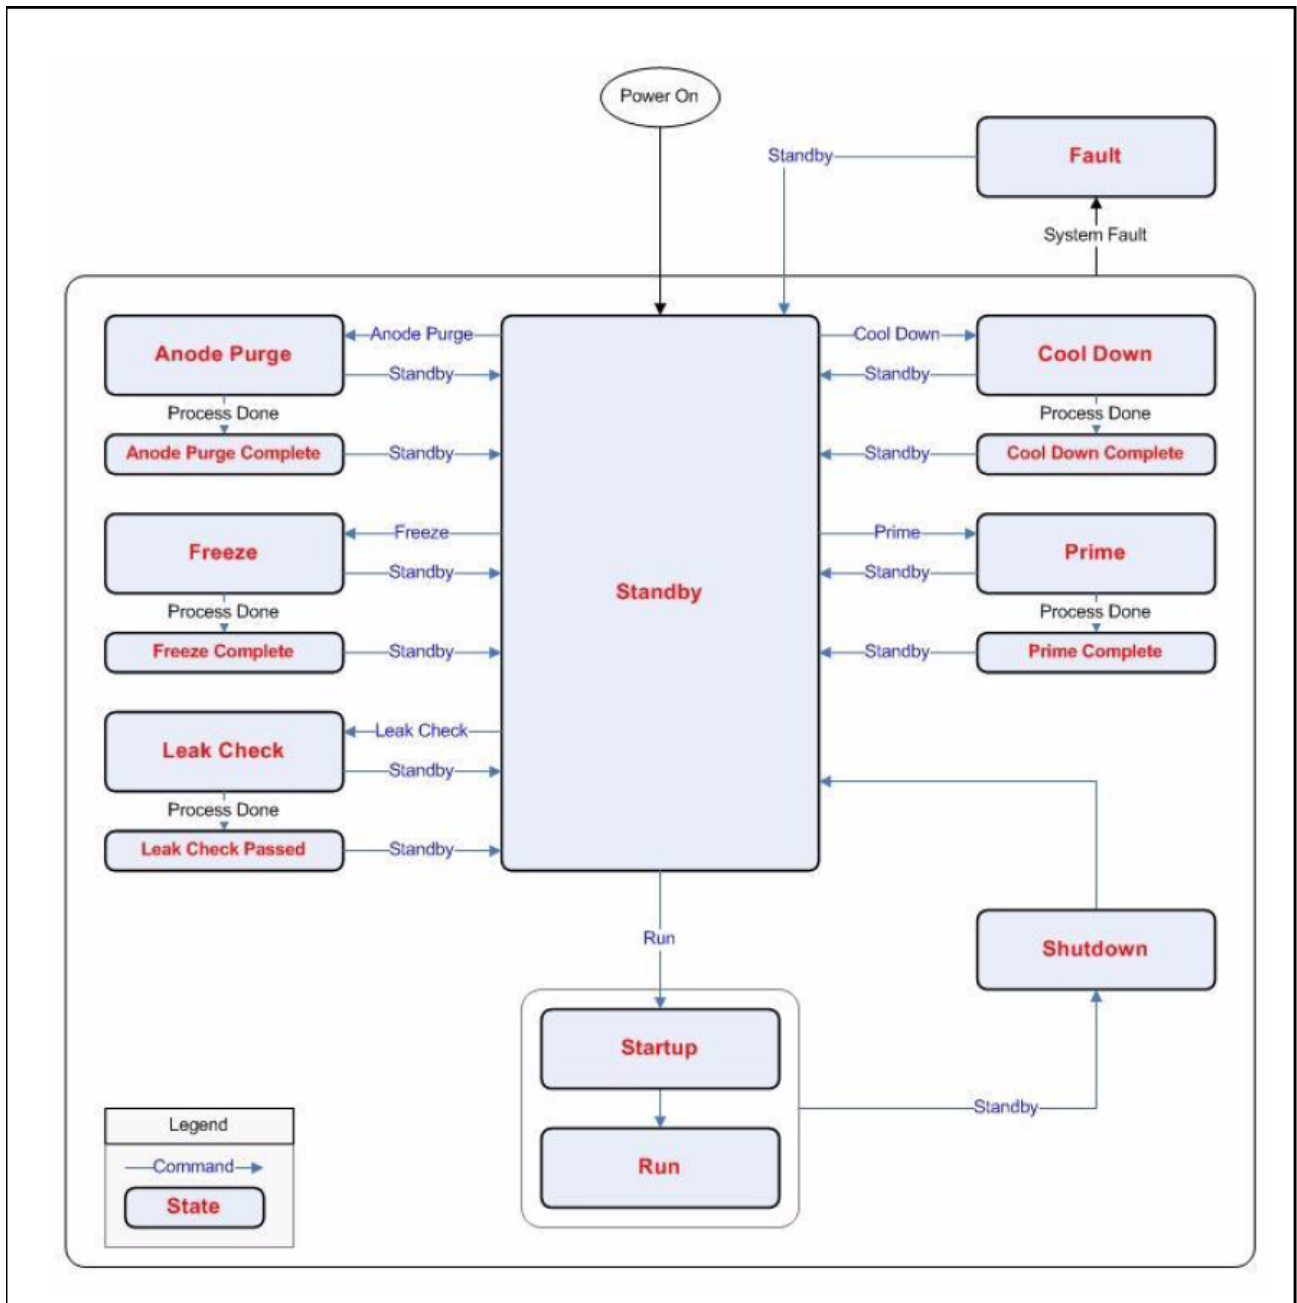 Power On
Standby
Fault
System Fault
Anode Purge
Anode Purge
Standby
Process Done
Anode Purge Complete
Standby
Cool Down
Cool Down
Standby
Process Done
Standby
Cool Down Complete
Freeze
Freeze
Standby
Process Done
Freeze Complete
Standby
Standby
Prime
Prime
Standby
Process Done
Standby
Prime Complete
Leak Check
Leak Check
Standby
Process Done
Leak Check Passed
Standby
Run
Shutdown
Startup
Run
Standby
Legend
Command
State